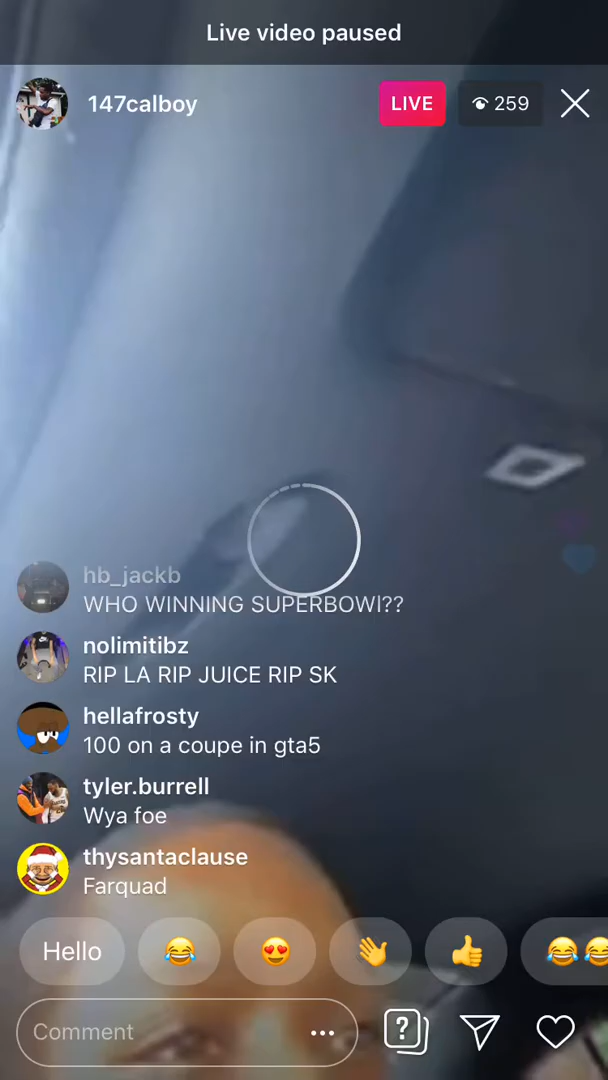 Live video paused
147calboy
LIVE
259
hb_jackb
WHO WINNING SUPERBOWl??
nolimitibz
RIP LA RIP JUICE RIP SK
hellafrosty
100 on a coupe in gta5
tyler.burrell
Wya foe
thysantaclause
Farquad
Hello
Comment